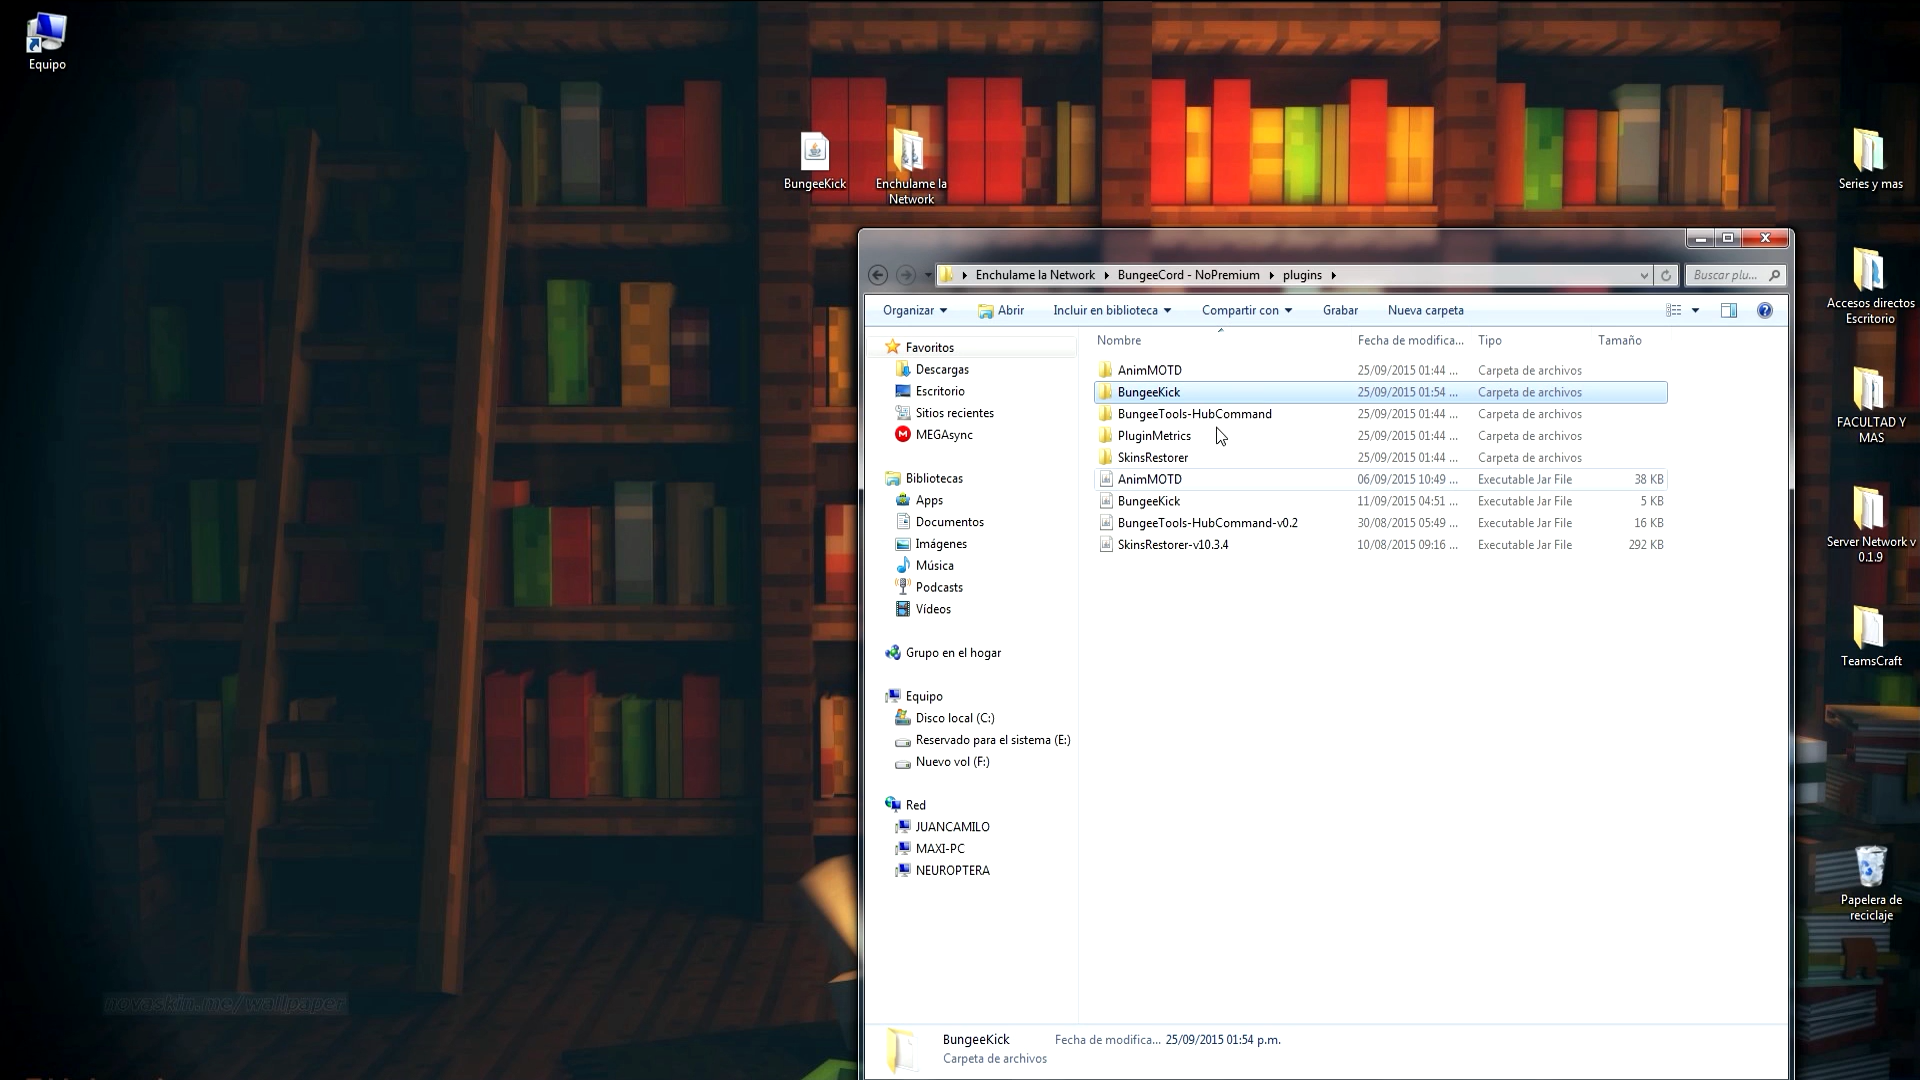 Equipo
BungeeKick
Enchulame la
Network
Series y mas
Accesos directos
Escritorio
FACULTAD Y
MAS
Server Network v
0.1.9
TeamsCraft
Papelera de
reciclaje
Enchulame la Network BungeeCord - NoPremium plugins
Buscar plu...
Organizar Abrir Incluir en biblioteca Compartir con Grabar Nueva carpeta
Favoritos
Descargas
Escritorio
Sitios recientes
MEGAsync
Bibliotecas
Apps
Documentos
Imágenes
Música
Podcasts
Vídeos
Grupo en el hogar
Equipo
Disco local (C:)
Reservado para el sistema (E:)
Nuevo vol (F:)
Red
JUANCAMILO
MAXI-PC
NEUROPTERA
Nombre Fecha de modifica... Tipo Tamaño
AnimMOTD 25/09/2015 01:44 ... Carpeta de archivos
BungeeKick 25/09/2015 01:54 ... Carpeta de archivos
BungeeTools-HubCommand 25/09/2015 01:44 ... Carpeta de archivos
PluginMetrics 25/09/2015 01:44 ... Carpeta de archivos
SkinsRestorer 25/09/2015 01:44 ... Carpeta de archivos
AnimMOTD 06/09/2015 10:49 ... Executable Jar File 38 KB
BungeeKick 11/09/2015 04:51 ... Executable Jar File 5 KB
BungeeTools-HubCommand-v0.2 30/08/2015 05:49 ... Executable Jar File 16 KB
SkinsRestorer-v10.3.4 10/08/2015 09:16 ... Executable Jar File 292 KB
BungeeKick Fecha de modifica... 25/09/2015 01:54 p.m.
Carpeta de archivos
novaskin.me/wallpaper